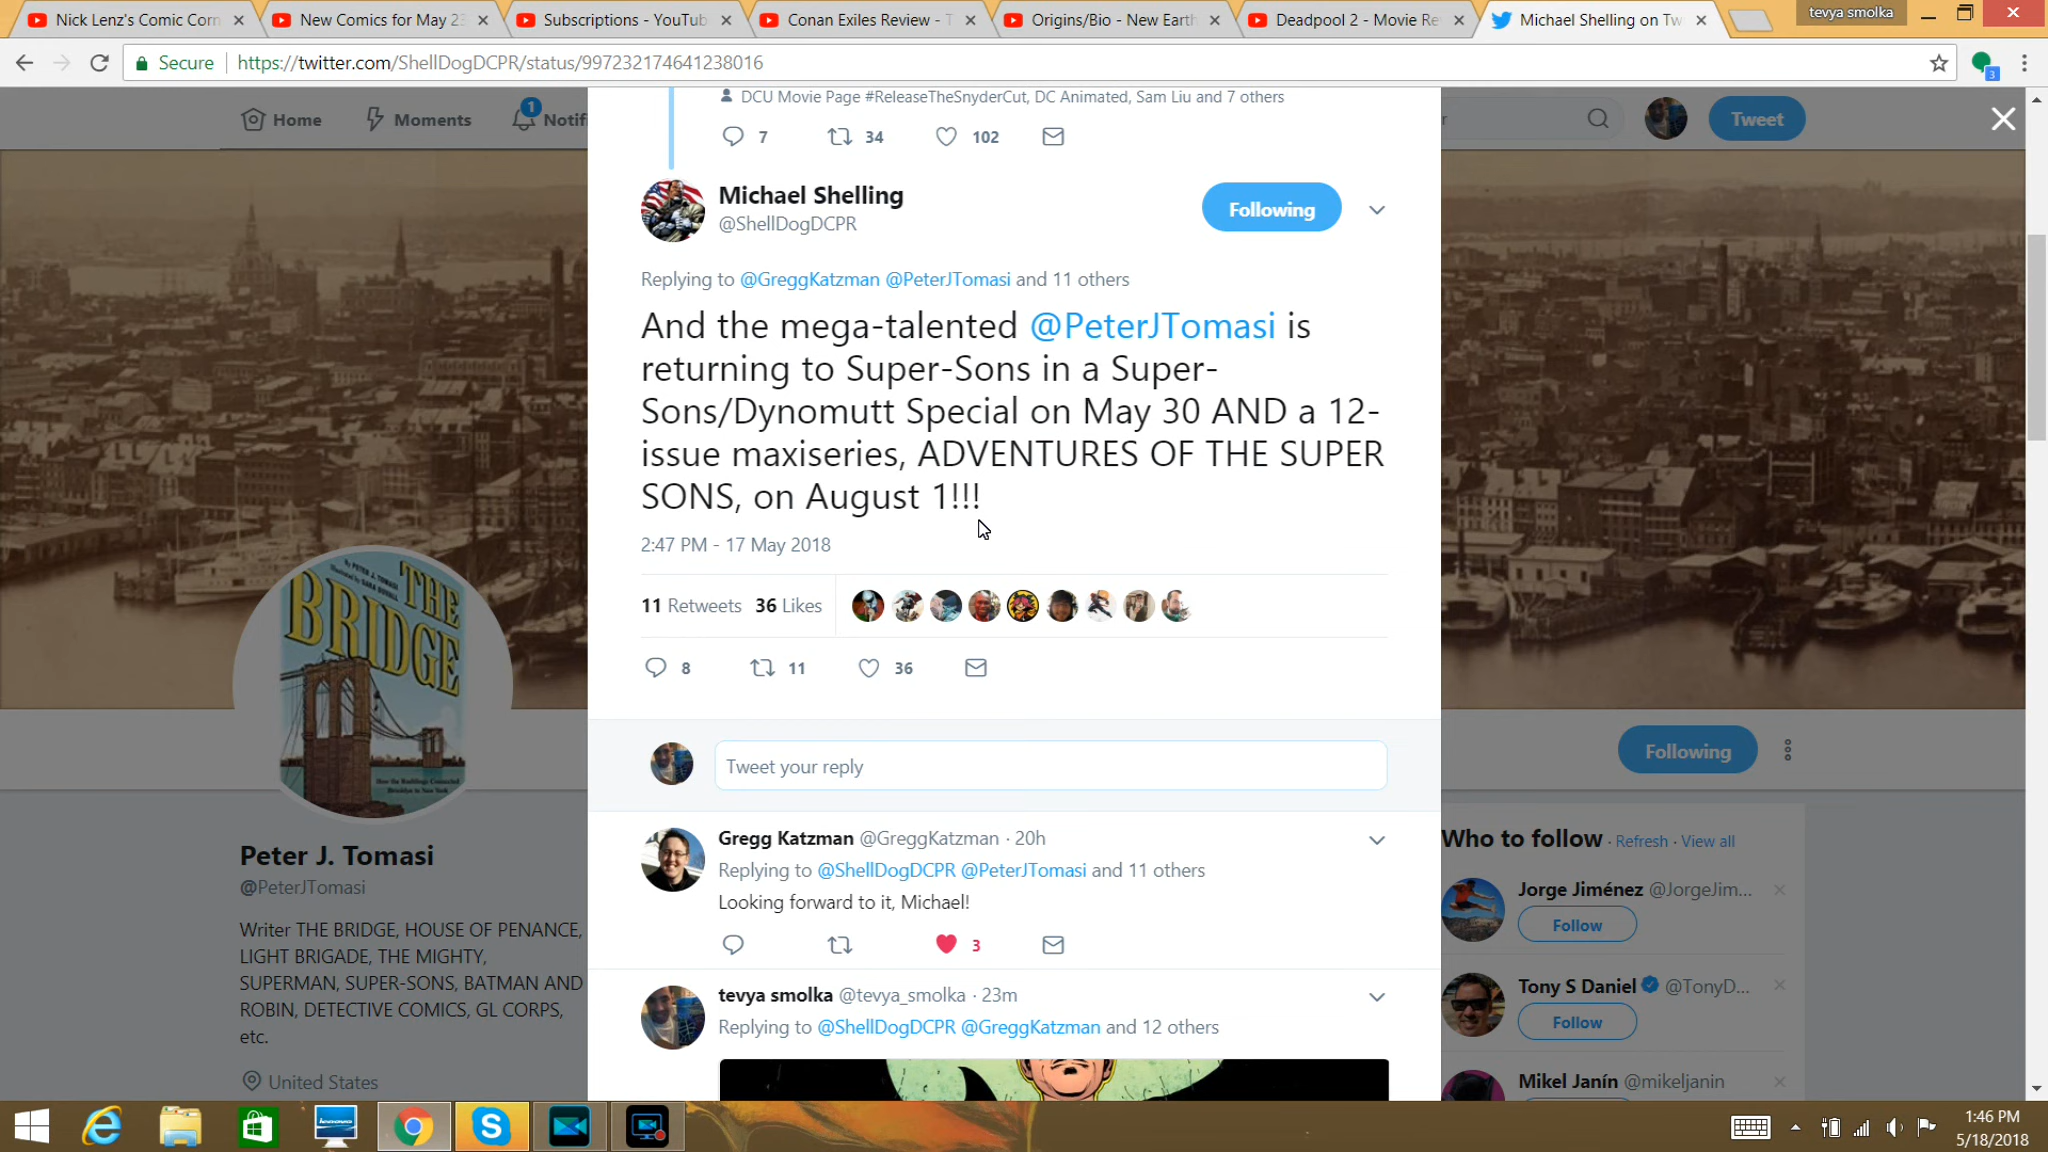 Nick Lenz's Comic Corn
New Comics for May 23
Subscriptions - YouTub
Conan Exiles Review - T
Origins/Bio - New Earth
Deadpool 2 - Movie Re
Michael Shelling on Tw
tevya smolka
Secure
https://twitter.com/ShellDogDCPR/status/997232174641238016
3
Home
Moments
1
Notifi
Tweet
DCU Movie Page #ReleaseTheSnyderCut, DC Animated, Sam Liu and 7 others
7 34 102
Michael Shelling
@ShellDogDCPR
Following
Replying to @GreggKatzman @PeterJTomasi and 11 others
And the mega-talented @PeterJTomasi is
returning to Super-Sons in a Super-
Sons/Dynomutt Special on May 30 AND a 12-
issue maxiseries, ADVENTURES OF THE SUPER
SONS, on August 1!!!
2:47 PM - 17 May 2018
11 Retweets 36 Likes
8 11 36
Tweet your reply
Gregg Katzman @GreggKatzman · 20h
Replying to @ShellDogDCPR @PeterJTomasi and 11 others
Looking forward to it, Michael!
3
tevya smolka @tevya_smolka · 23m
Replying to @ShellDogDCPR @GreggKatzman and 12 others
BY PETER J. TOMASI
THE
BRIDGE
Peter J. Tomasi
@PeterJTomasi
Writer THE BRIDGE, HOUSE OF PENANCE,
LIGHT BRIGADE, THE MIGHTY,
SUPERMAN, SUPER-SONS, BATMAN AND
ROBIN, DETECTIVE COMICS, GL CORPS,
etc.
United States
Following
Who to follow · Refresh · View all
Jorge Jiménez @JorgeJim...
Follow
Tony S Daniel @TonyD...
Follow
Mikel Janín @mikeljanin
1:46 PM
5/18/2018